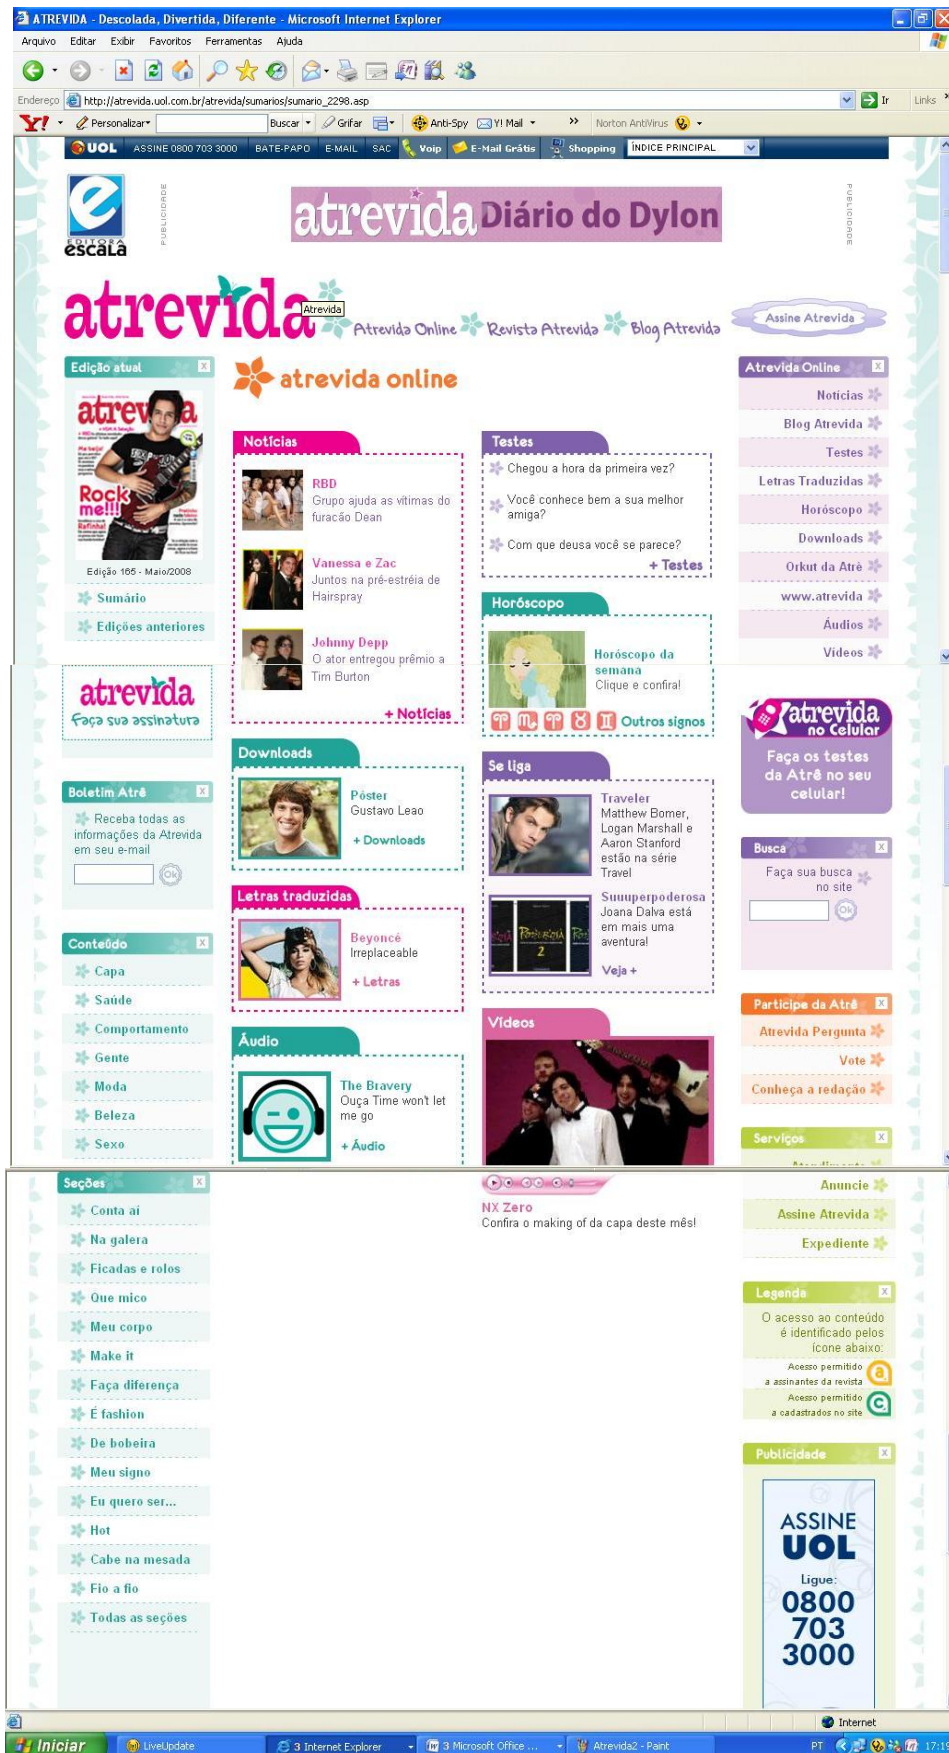 ATREVIDA - Descolada, Divertida, Diferente - Microsoft Internet Explorer
Arquivo Editar Exibir Favoritos Ferramentas Ajuda
Endereço http://atrevida.uol.com.br/atrevida/sumarios/sumario_2298.asp Ir Links
Y! Personalizar Buscar Grifar Anti-Spy Y! Mail Norton AntiVirus
UOL ASSINE 0800 703 3000 BATE-PAPO E-MAIL SAC Voip E-Mail Grátis Shopping ÍNDICE PRINCIPAL
EDITORA
escala
PUBLICIDADE
atrevida Diário do Dylon
PUBLICIDADE
atrevida
Atrevida
Atrevida Online Revista Atrevida Blog Atrevida
Assine Atrevida
Edição atual
atrevida
Rock
me!!!
Edição 165 - Maio/2008
Sumário
Edições anteriores
atrevida
Faça sua assinatura
Boletim Atrê
Receba todas as
informações da Atrevida
em seu e-mail
Ok
Conteúdo
Capa
Saúde
Comportamento
Gente
Moda
Beleza
Sexo
Seções
Conta aí
Na galera
Ficadas e rolos
Que mico
Meu corpo
Make it
Faça diferença
É fashion
De bobeira
Meu signo
Eu quero ser...
Hot
Cabe na mesada
Fio a fio
Todas as seções
atrevida online
Notícias
RBD
Grupo ajuda as vítimas do
furacão Dean
Vanessa e Zac
Juntos na pré-estréia de
Hairspray
Johnny Depp
O ator entregou prêmio a
Tim Burton
+ Notícias
Downloads
Pôster
Gustavo Leao
+ Downloads
Letras traduzidas
Beyoncé
Irreplaceable
+ Letras
Áudio
The Bravery
Ouça Time won't let
me go
+ Áudio
Testes
Chegou a hora da primeira vez?
Você conhece bem a sua melhor
amiga?
Com que deusa você se parece?
+ Testes
Horóscopo
Horóscopo da
semana
Clique e confira!
Outros signos
Se liga
Traveler
Matthew Bomer,
Logan Marshall e
Aaron Stanford
estão na série
Travel
Suuuperpoderosa
Joana Dalva está
em mais uma
aventura!
Veja +
Vídeos
NX Zero
Confira o making of da capa deste mês!
Atrevida Online
Notícias
Blog Atrevida
Testes
Letras Traduzidas
Horóscopo
Downloads
Orkut da Atrê
www.atrevida
Áudios
Vídeos
atrevida
no Celular
Faça os testes
da Atrê no seu
celular!
Busca
Faça sua busca
no site
Ok
Participe da Atrê
Atrevida Pergunta
Vote
Conheça a redação
Serviços
Anuncie
Assine Atrevida
Expediente
Legenda
O acesso ao conteúdo
é identificado pelos
ícone abaixo:
Acesso permitido
a assinantes da revista
Acesso permitido
a cadastrados no site
Publicidade
ASSINE
UOL
Ligue:
0800
703
3000
Internet
Iniciar LiveUpdate 3 Internet Explorer 3 Microsoft Office ... Atrevida2 - Paint PT 17:19